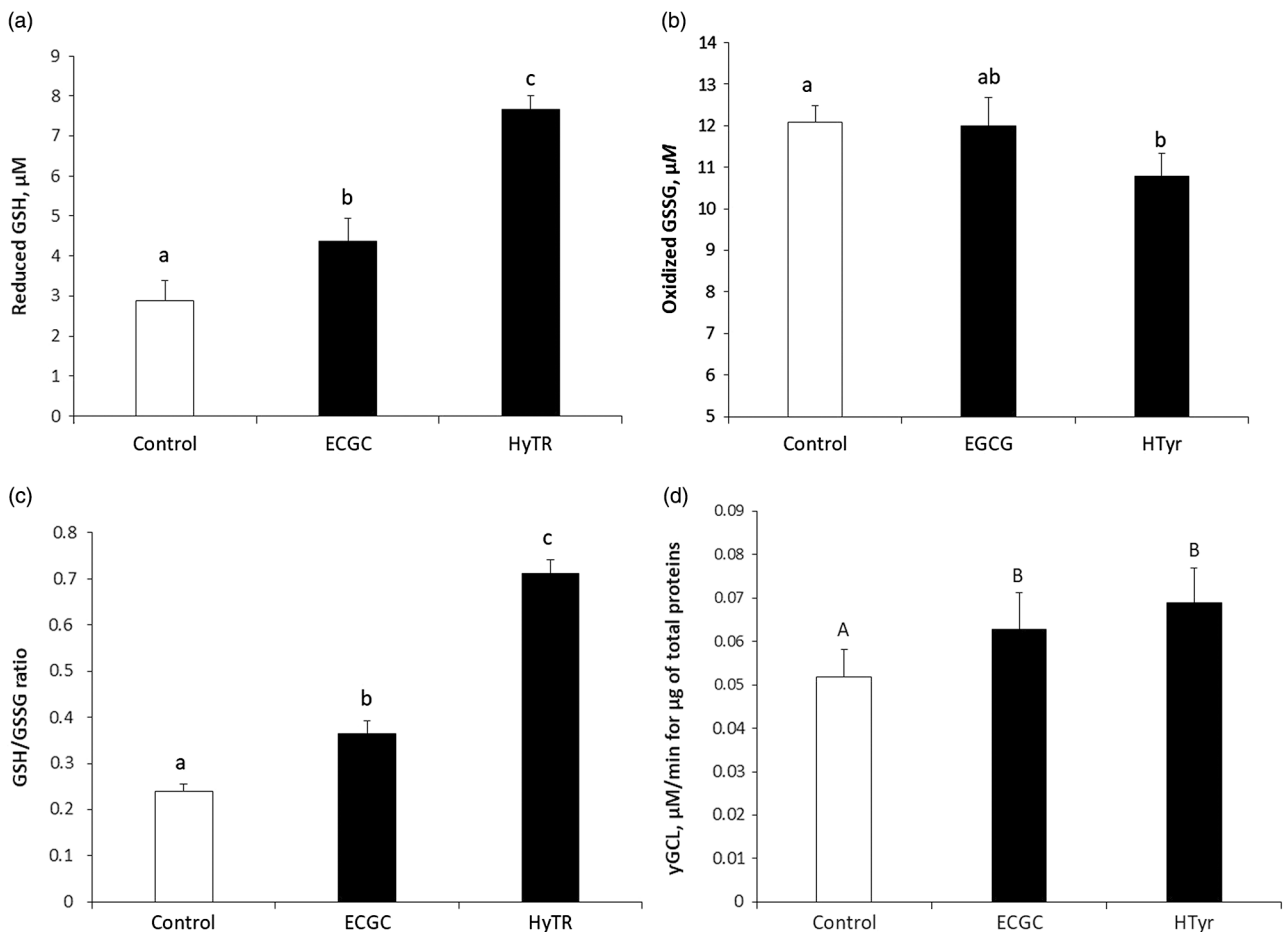 (a)
Reduced GSH, µM
9
8
7
6
5
4
3
2
1
0
a
b
c
Control
ECGC
HyTR
(b)
Oxidized GSSG, µM
14
13
12
11
10
9
8
7
6
5
a
ab
b
Control
EGCG
HTyr
(c)
GSH/GSSG ratio
0.8
0.7
0.6
0.5
0.4
0.3
0.2
0.1
0
a
b
c
Control
ECGC
HyTR
(d)
yGCL, µM/min for µg of total proteins
0.09
0.08
0.07
0.06
0.05
0.04
0.03
0.02
0.01
0
A
B
B
Control
ECGC
HTyr